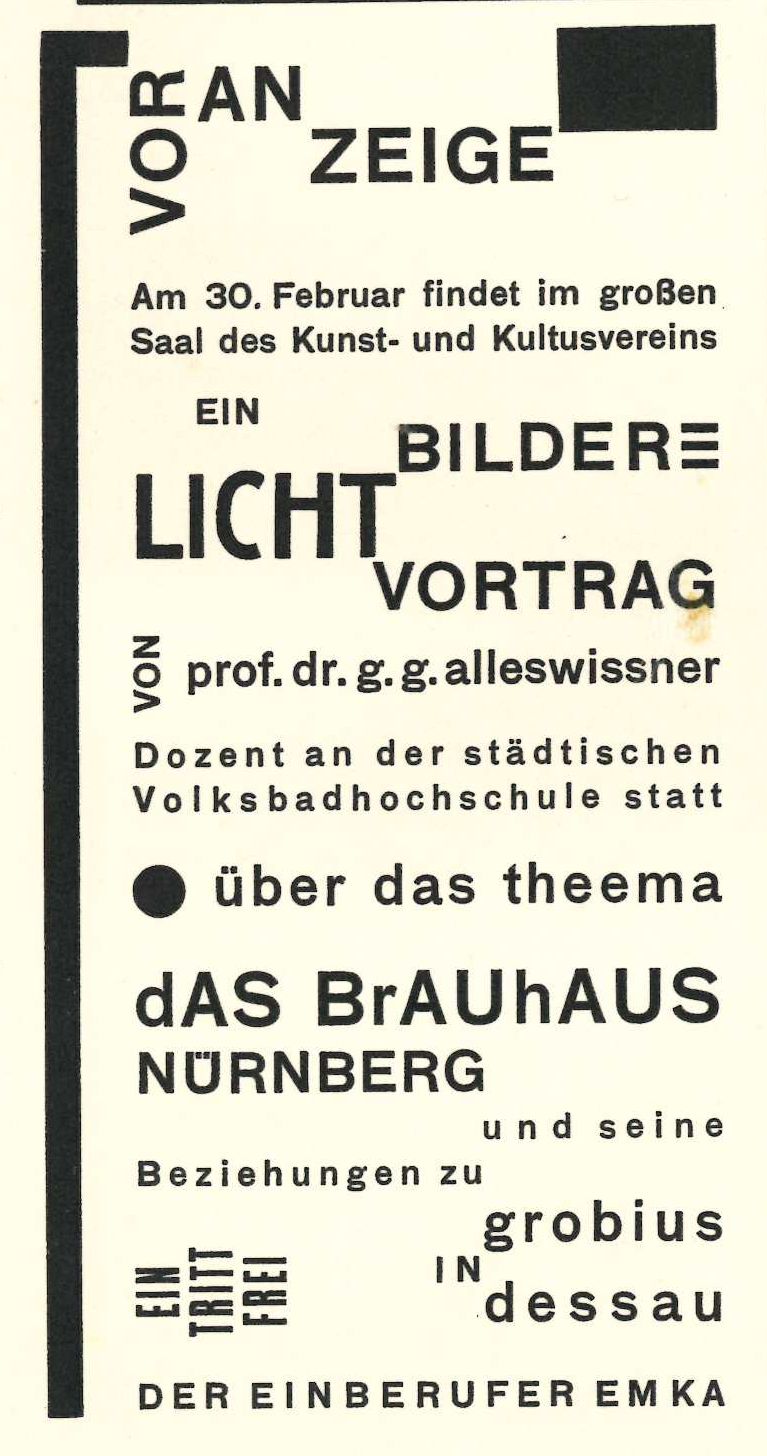 VORAN
ZEIGE
Am 30. Februar findet im großen
Saal des Kunst- und Kultusvereins
EIN
BILDER
LICHT
VORTRAG
VON prof. dr. g. g. alleswissner
Dozent an der städtischen
Volksbadhochschule statt
über das theema
dAS BrAUhAUS
NÜRNBERG
und seine
Beziehungen zu
grobius
IN
dessau
EIN
TRITT
FREI
DER EINBERUFER EMKA